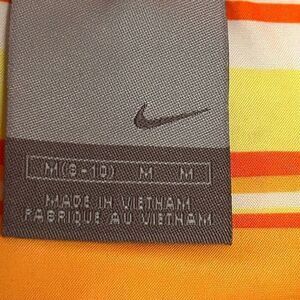 M(8-10) M M
MADE IN VIETNAM
FABRIQUE AU VIETNAM